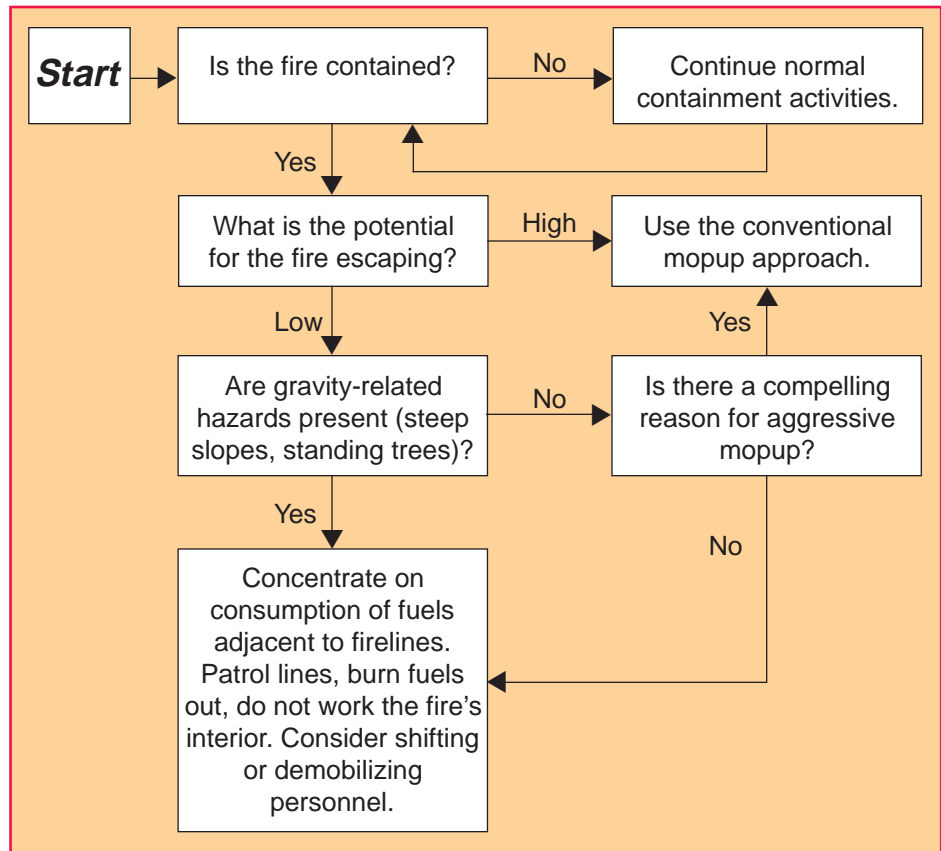 Start
Is the fire contained?
No
Continue normal
containment activities.
Yes
What is the potential
for the fire escaping?
High
Use the conventional
mopup approach.
Low
Yes
Are gravity-related
hazards present (steep
slopes, standing trees)?
No
Is there a compelling
reason for aggressive
mopup?
Yes
No
Concentrate on
consumption of fuels
adjacent to firelines.
Patrol lines, burn fuels
out, do not work the fire's
interior. Consider shifting
or demobilizing
personnel.